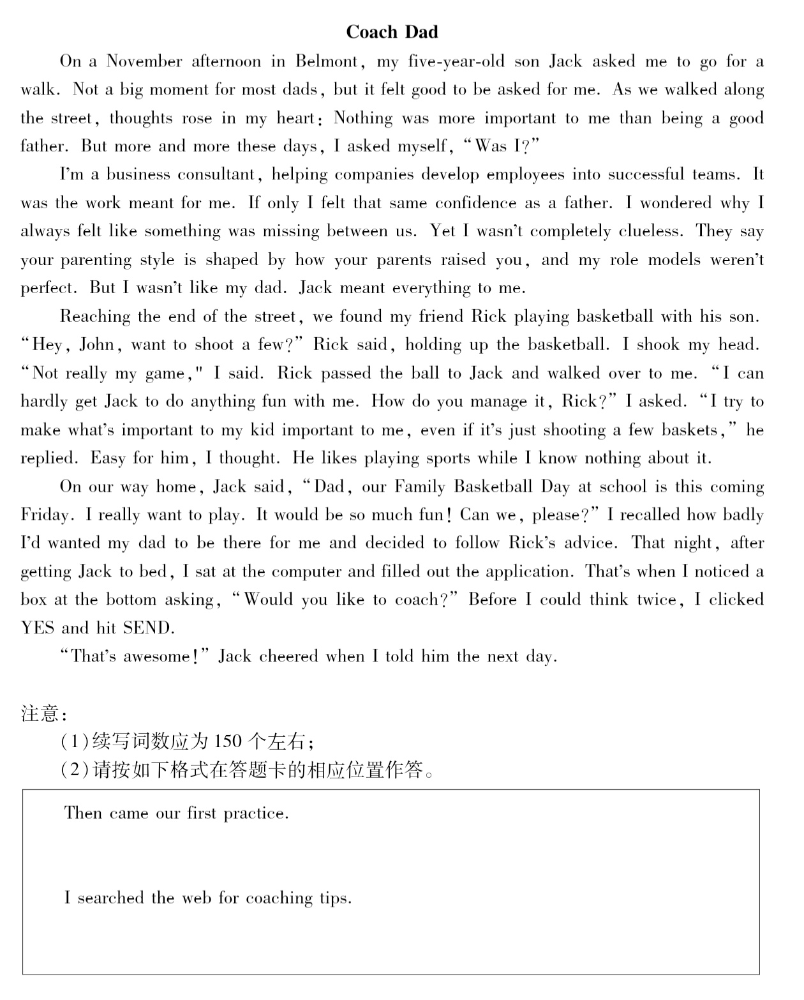 Coach Dad
On a November afternoon in Belmont, my five-year-old son Jack asked me to go for a
walk. Not a big moment for most dads, but it felt good to be asked for me. As we walked along
the street, thoughts rose in my heart: Nothing was more important to me than being a good
father. But more and more these days, I asked myself, “Was I?”
I’m a business consultant, helping companies develop employees into successful teams. It
was the work meant for me. If only I felt that same confidence as a father. I wondered why I
always felt like something was missing between us. Yet I wasn’t completely clueless. They say
your parenting style is shaped by how your parents raised you, and my role models weren’t
perfect. But I wasn’t like my dad. Jack meant everything to me.
Reaching the end of the street, we found my friend Rick playing basketball with his son.
“Hey, John, want to shoot a few?” Rick said, holding up the basketball. I shook my head.
“Not really my game," I said. Rick passed the ball to Jack and walked over to me. “I can
hardly get Jack to do anything fun with me. How do you manage it, Rick?” I asked. “I try to
make what’s important to my kid important to me, even if it’s just shooting a few baskets,” he
replied. Easy for him, I thought. He likes playing sports while I know nothing about it.
On our way home, Jack said, “Dad, our Family Basketball Day at school is this coming
Friday. I really want to play. It would be so much fun! Can we, please?” I recalled how badly
I’d wanted my dad to be there for me and decided to follow Rick’s advice. That night, after
getting Jack to bed, I sat at the computer and filled out the application. That’s when I noticed a
box at the bottom asking, “Would you like to coach?” Before I could think twice, I clicked
YES and hit SEND.
“That’s awesome!” Jack cheered when I told him the next day.
注意:
(1)续写词数应为 150 个左右;
(2)请按如下格式在答题卡的相应位置作答。
Then came our first practice.
I searched the web for coaching tips.